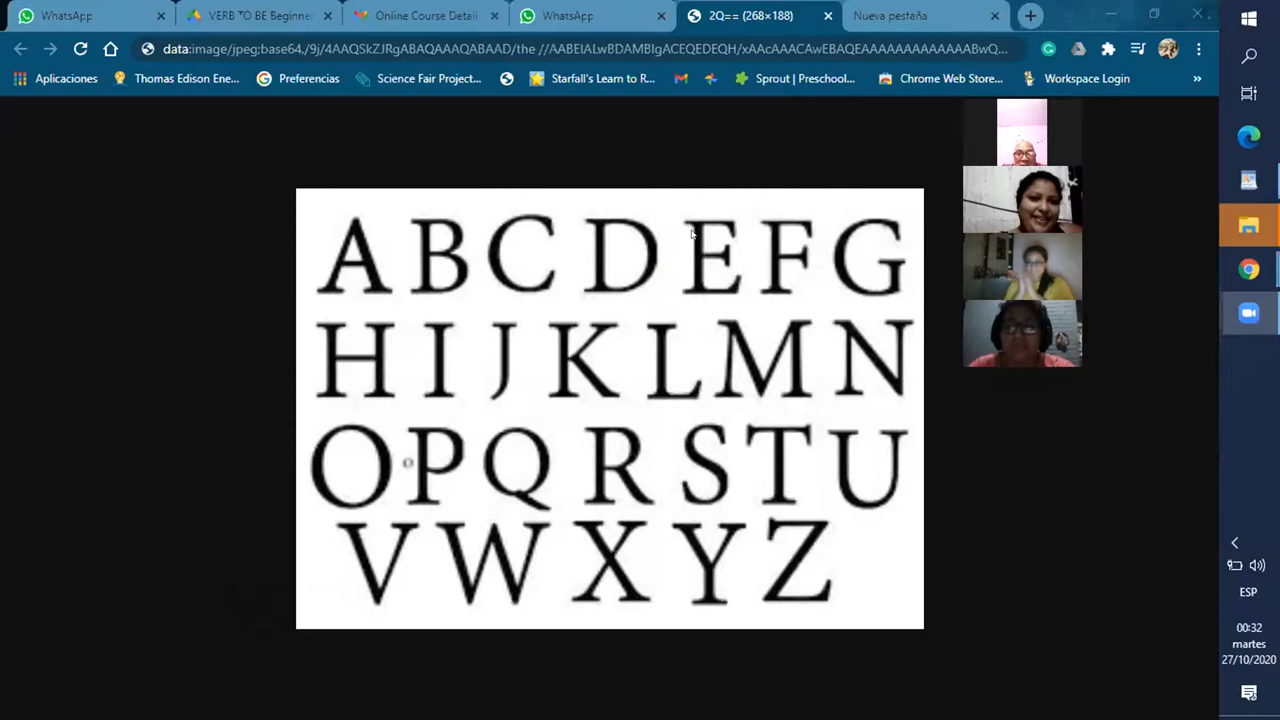 WhatsApp
VERB TO BE Beginne
Online Course Detail
WhatsApp
2Q== (268×188)
Nueva pestaña
data:image/jpeg;base64,/9j/4AAQSkZJRgABAQAAAQABAAD/
Aplicaciones
Thomas Edison Ene...
Preferencias
Science Fair Project...
Starfall's Learn to R...
Sprout | Preschool...
Chrome Web Store...
Workspace Login
A B C D E F G
H I J K L M N
O P Q R S T U
V W X Y Z
ESP
00:32
martes
27/10/2020